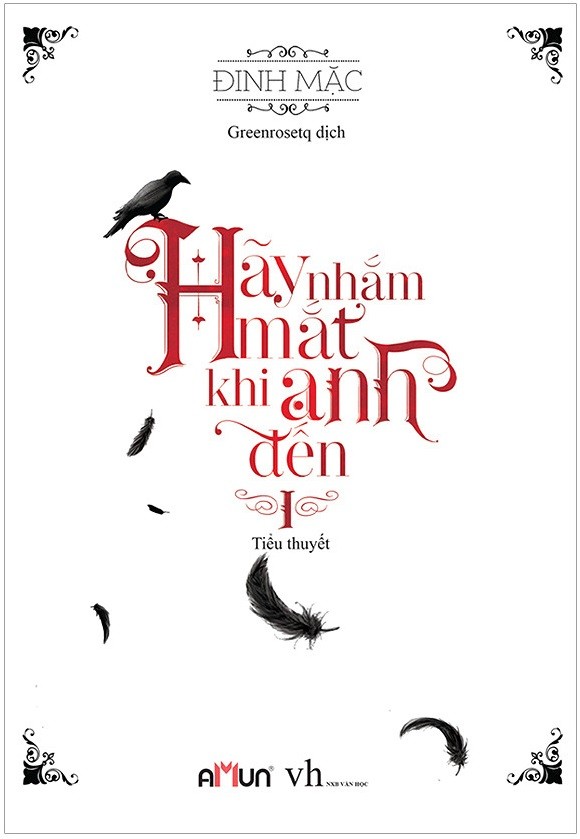 ĐINH MẶC
Greenrosetq dịch
Hãy nhắm
mắt
khi anh
đến
I
Tiểu thuyết
AMUN® vh NXB VĂN HỌC